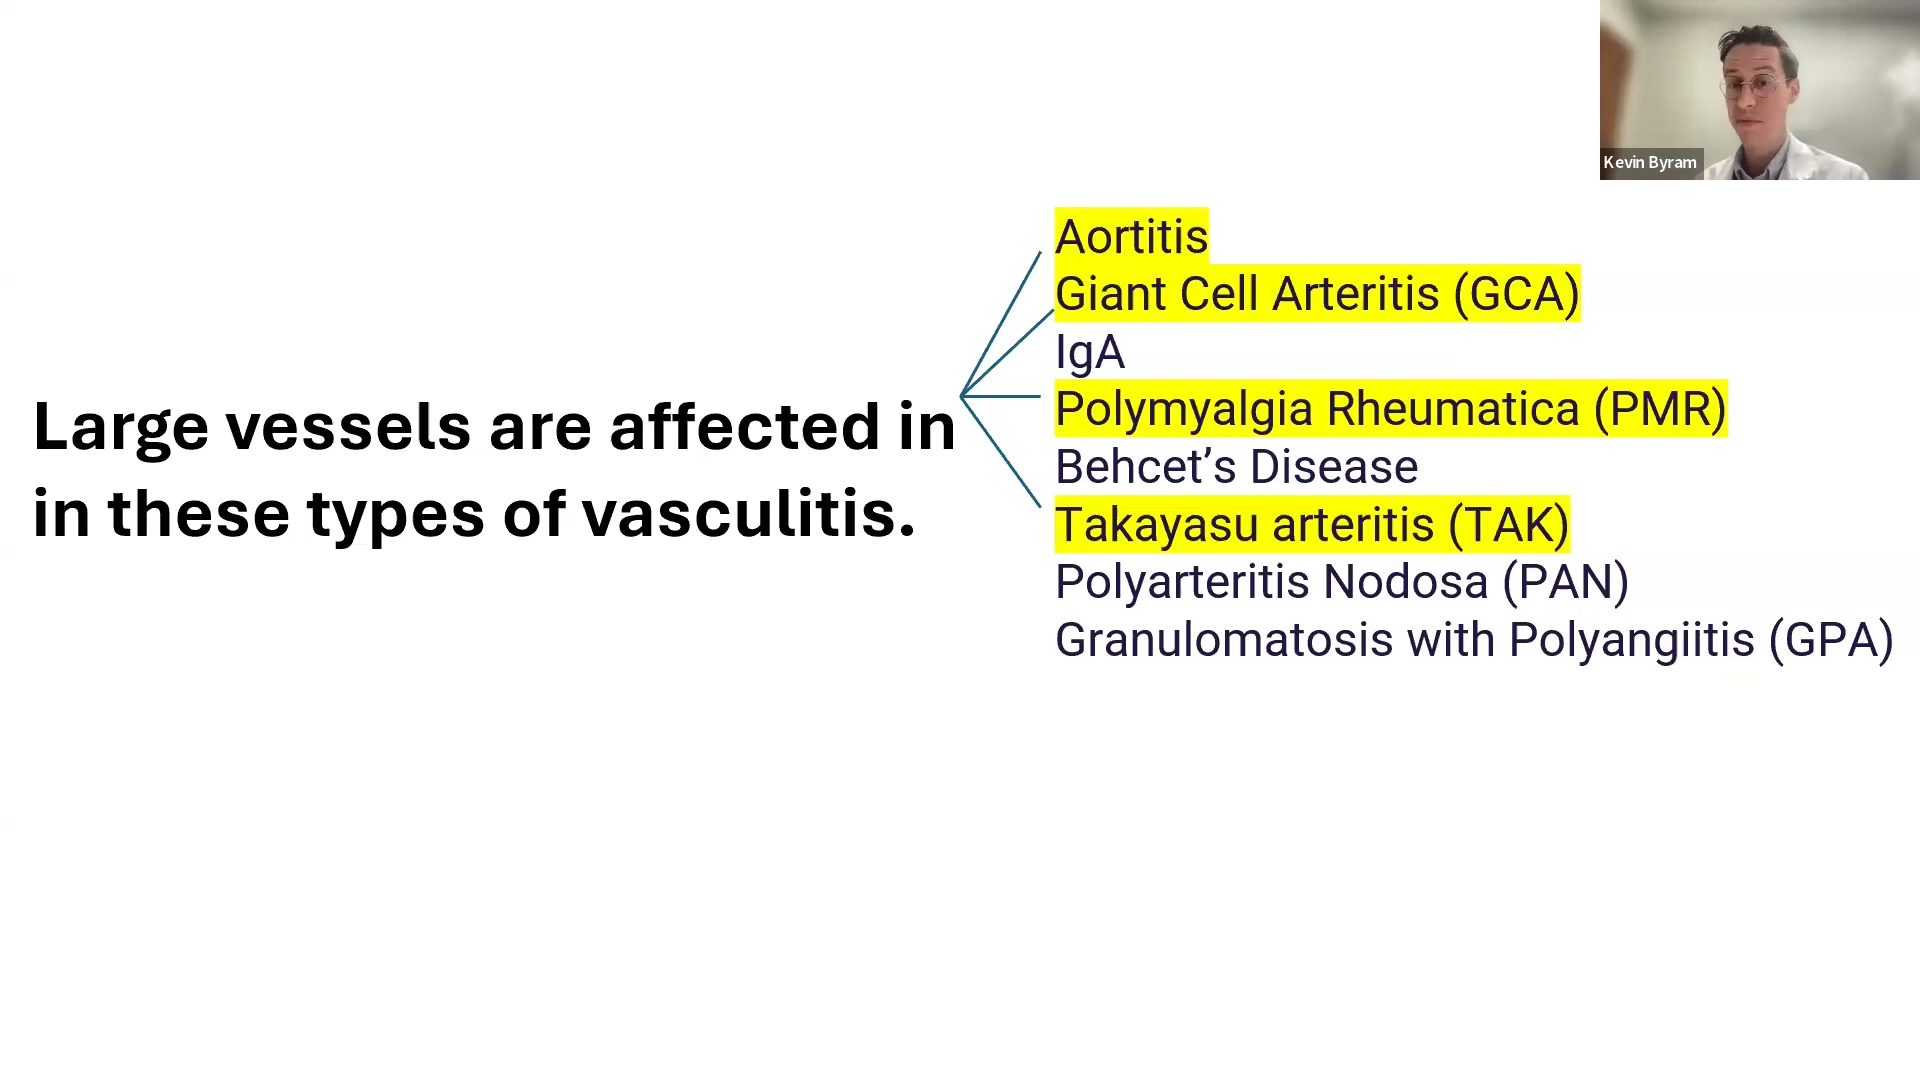 Kevin Byram
Aortitis
Giant Cell Arteritis (GCA)
IgA
Polymyalgia Rheumatica (PMR)
Behcet’s Disease
Takayasu arteritis (TAK)
Polyarteritis Nodosa (PAN)
Granulomatosis with Polyangiitis (GPA)
Large vessels are affected in
in these types of vasculitis.